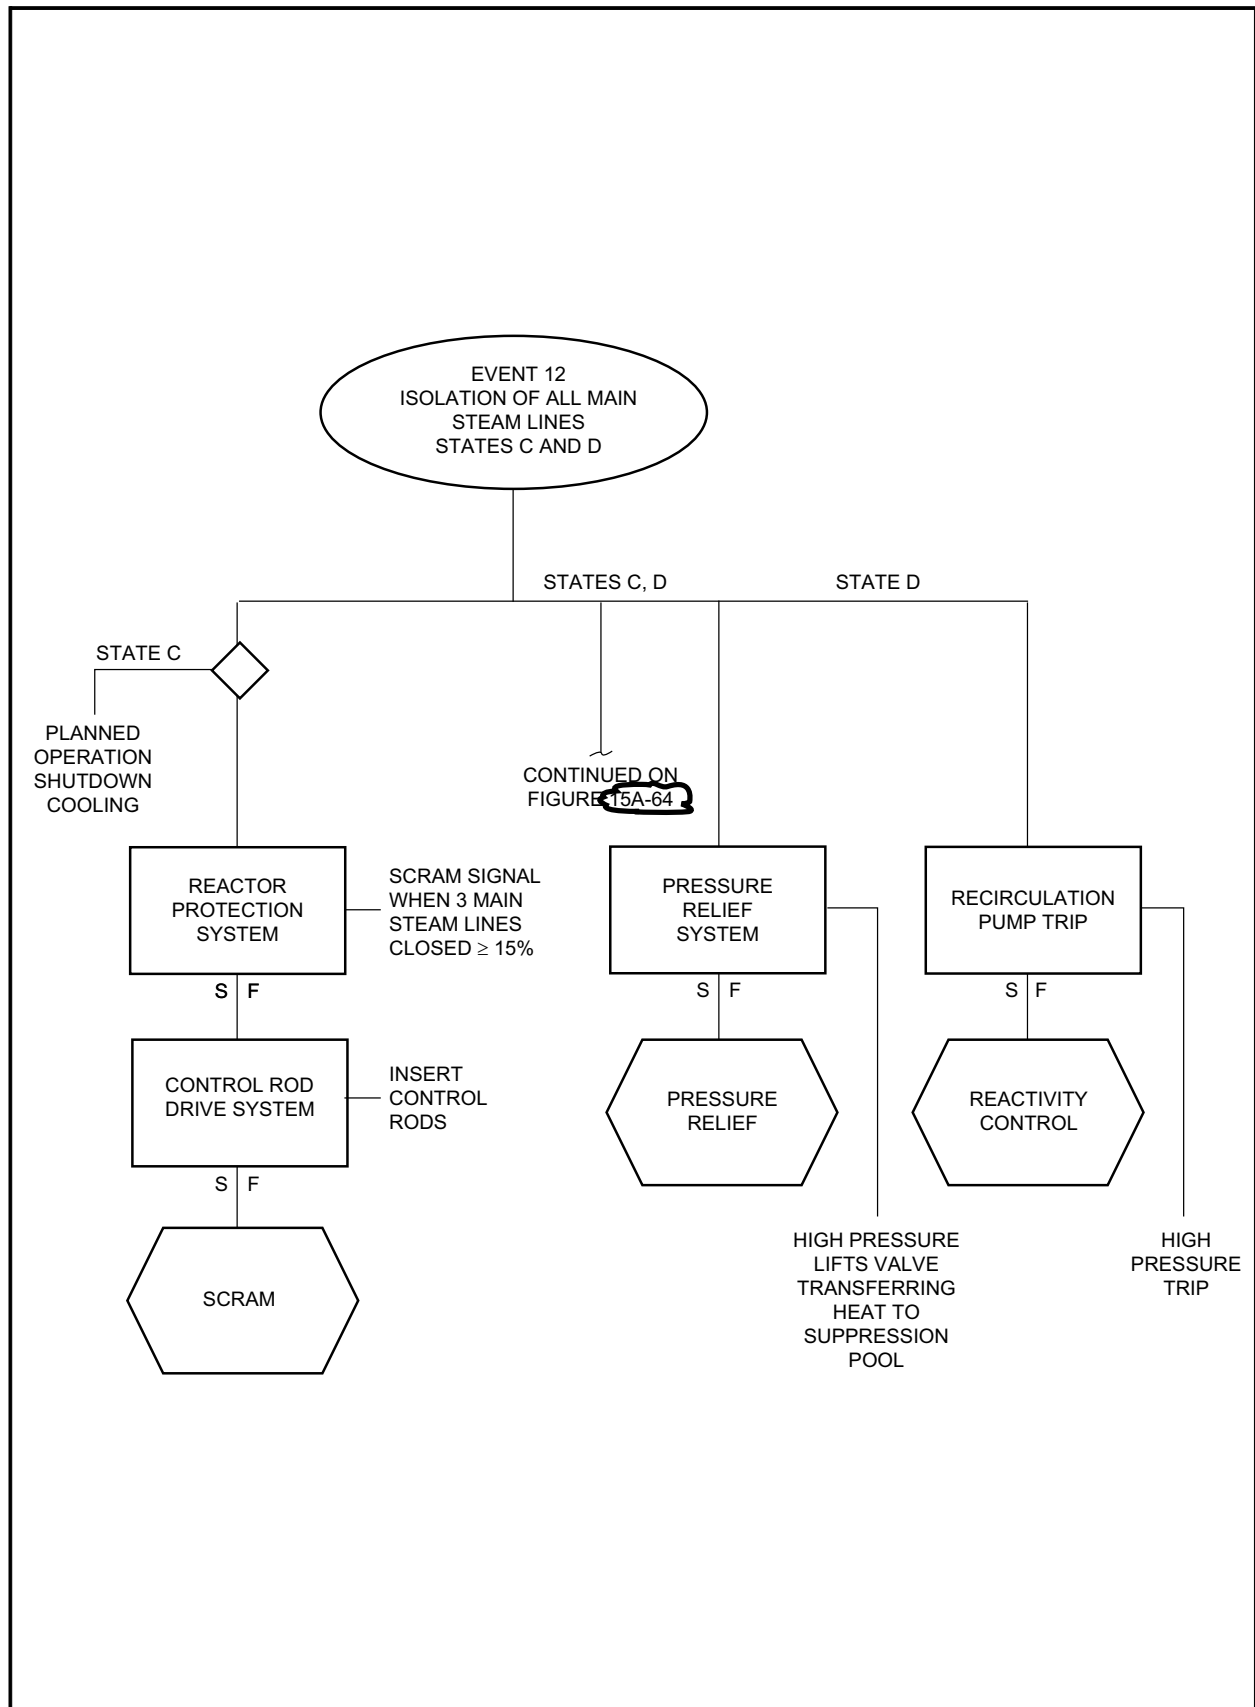 EVENT 12
ISOLATION OF ALL MAIN
STEAM LINES
STATES C AND D
STATES C, D
STATE D
STATE C
PLANNED
OPERATION
SHUTDOWN
COOLING
CONTINUED ON
FIGURE 15A-64
REACTOR
PROTECTION
SYSTEM
SCRAM SIGNAL
WHEN 3 MAIN
STEAM LINES
CLOSED ≥ 15%
PRESSURE
RELIEF
SYSTEM
RECIRCULATION
PUMP TRIP
S F
S F
S F
CONTROL ROD
DRIVE SYSTEM
INSERT
CONTROL
RODS
PRESSURE
RELIEF
REACTIVITY
CONTROL
S F
SCRAM
HIGH PRESSURE
LIFTS VALVE
TRANSFERRING
HEAT TO
SUPPRESSION
POOL
HIGH
PRESSURE
TRIP